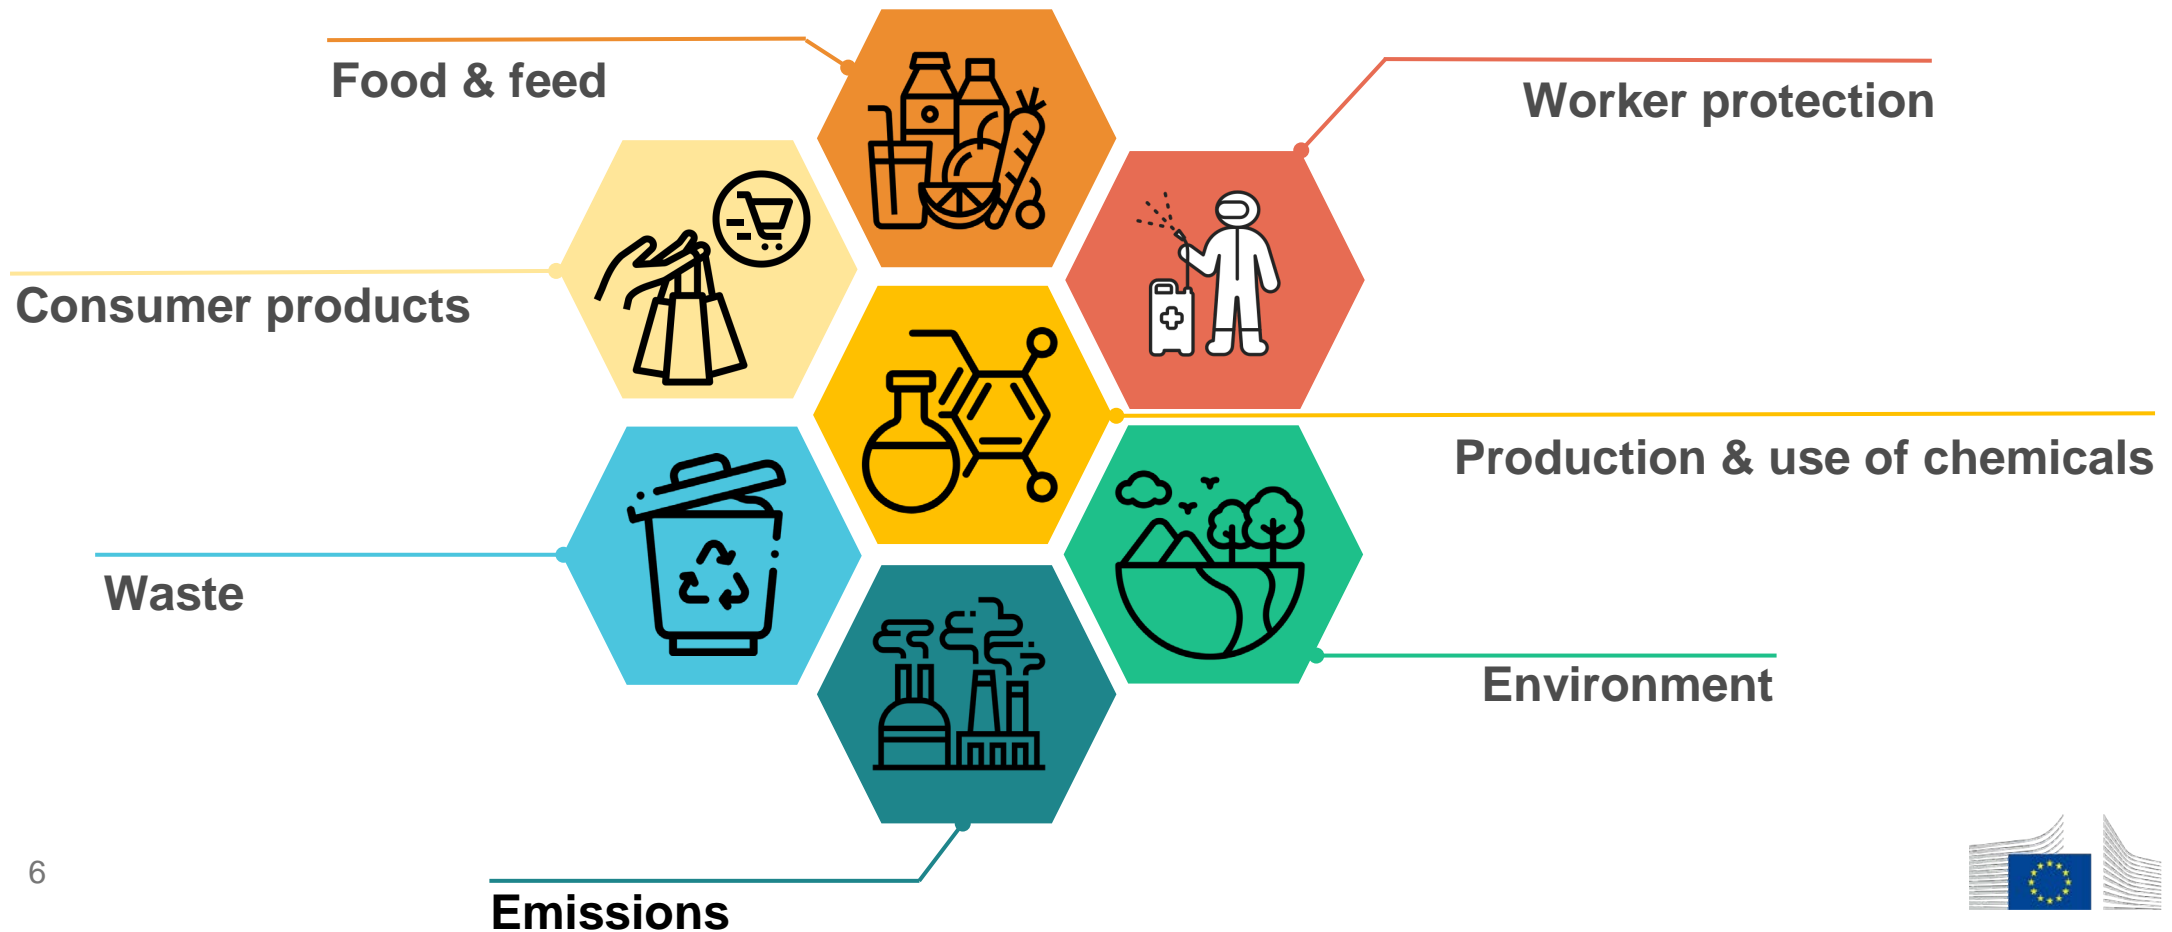 Food & feed
Worker protection
Consumer products
Production & use of chemicals
Waste
Environment
6
Emissions